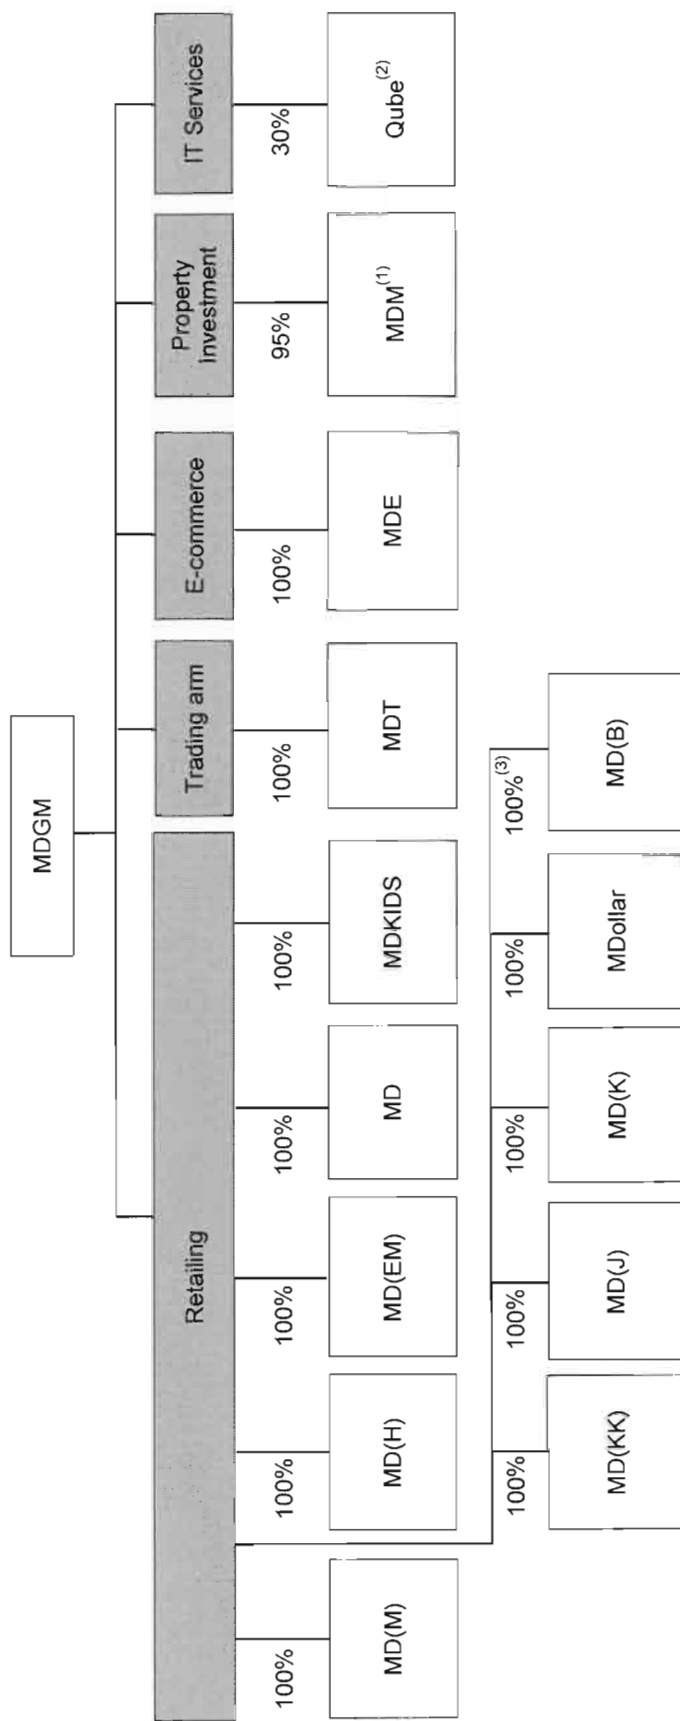 MDGM
Retailing
Trading arm
E-commerce
Property
investment
IT Services
100%
100%
100%
100%
100%
100%
100%
95%
30%
MD(M)
MD(H)
MD(EM)
MD
MDKIDS
MDT
MDE
MDM(1)
Qube(2)
100%
100%
100%
100%
100%(3)
MD(KK)
MD(J)
MD(K)
MDollar
MD(B)